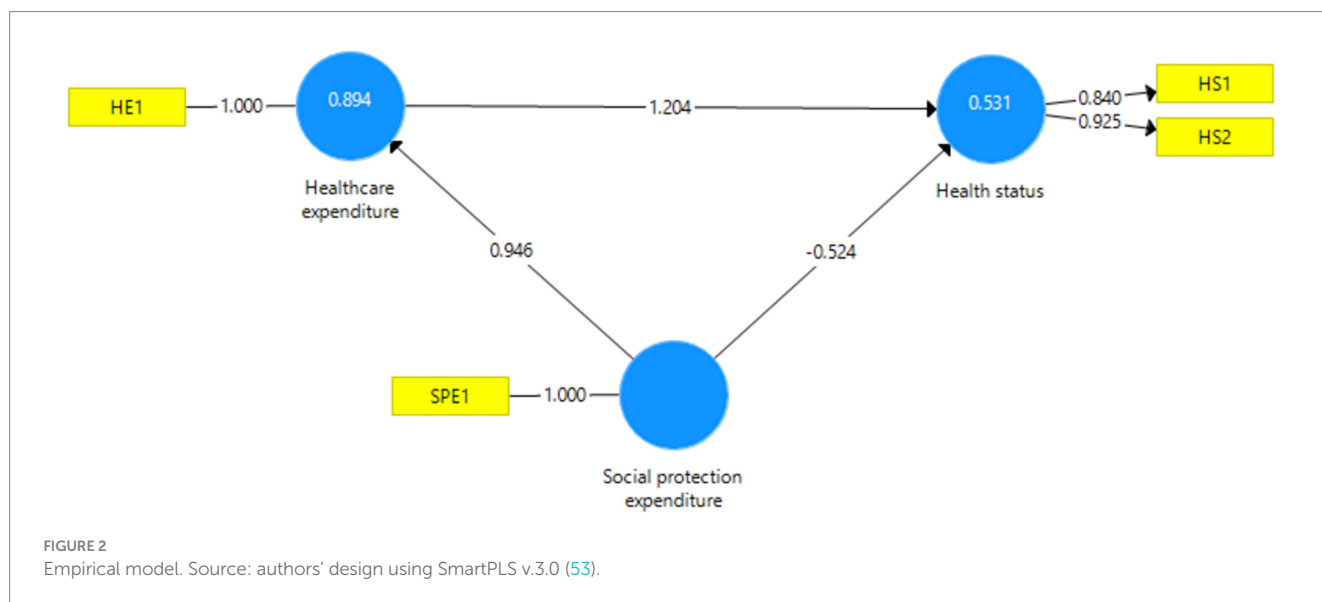 HE1
1.000
0.894
1.204
0.531
0.840
0.925
HS1
HS2
Healthcare
expenditure
Health status
0.946
-0.524
SPE1
1.000
Social protection
expenditure
FIGURE 2
Empirical model. Source: authors’ design using SmartPLS v.3.0 (53).